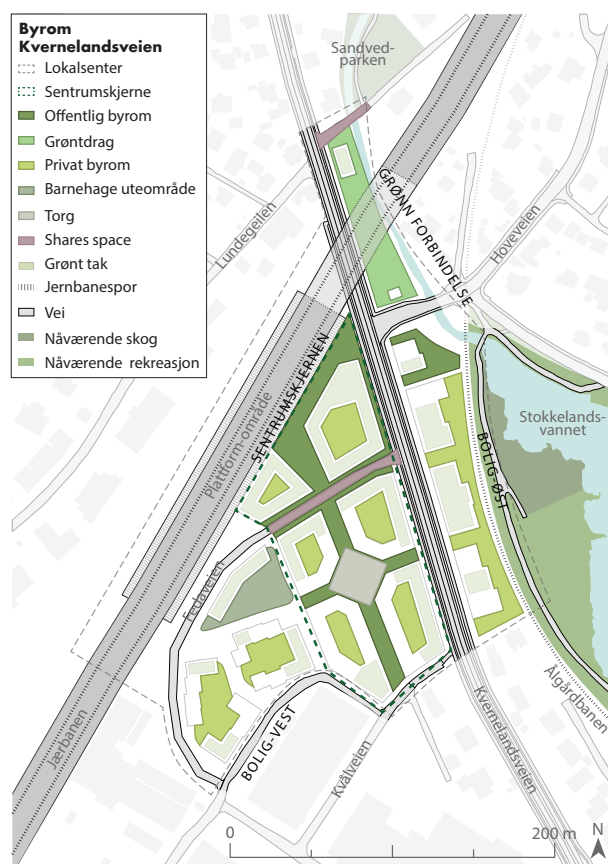 Byrom
Kvernelandsveien
Lokalsenter
Sentrumskjerne
Offentlig byrom
Grøntdrag
Privat byrom
Barnehage uteområde
Torg
Shares space
Grønt tak
Jernbanespor
Vei
Nåværende skog
Nåværende rekreasjon
Sandved-
parken
Lundegeilen
GRØNN FORBINDELSE
Hoveveien
SENTRUMSKJERNEN
Plattform-område
Stokkelands-
vannet
BOLIG-ØST
Fedaveien
Jærbanen
BOLIG-VEST
Kvålveien
Kvernelandsveien
Ålgårdbanen
0
200 m
N